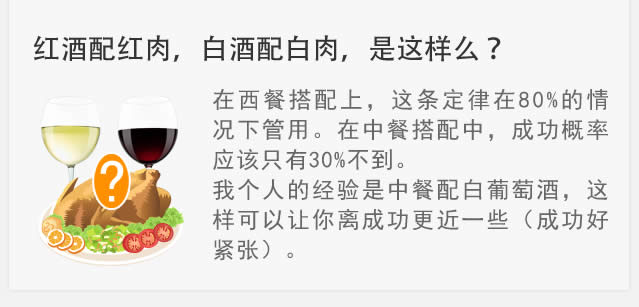 红酒配红肉，白酒配白肉，是这样么？
在西餐搭配上，这条定律在80%的情
况下管用。在中餐搭配中，成功概率
应该只有30%不到。
我个人的经验是中餐配白葡萄酒，这
样可以让你离成功更近一些（成功好
紧张）。
?